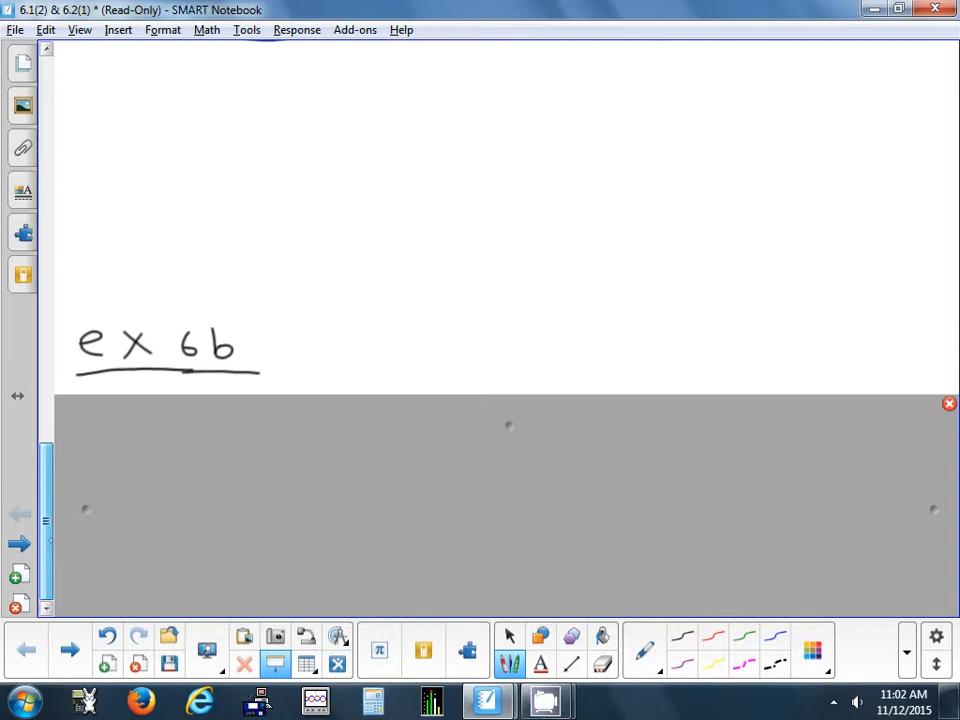 6.1(2) & 6.2(1) * (Read-Only) - SMART Notebook
File Edit View Insert Format Math Tools Response Add-ons Help
ex 6b
11:02 AM
11/12/2015